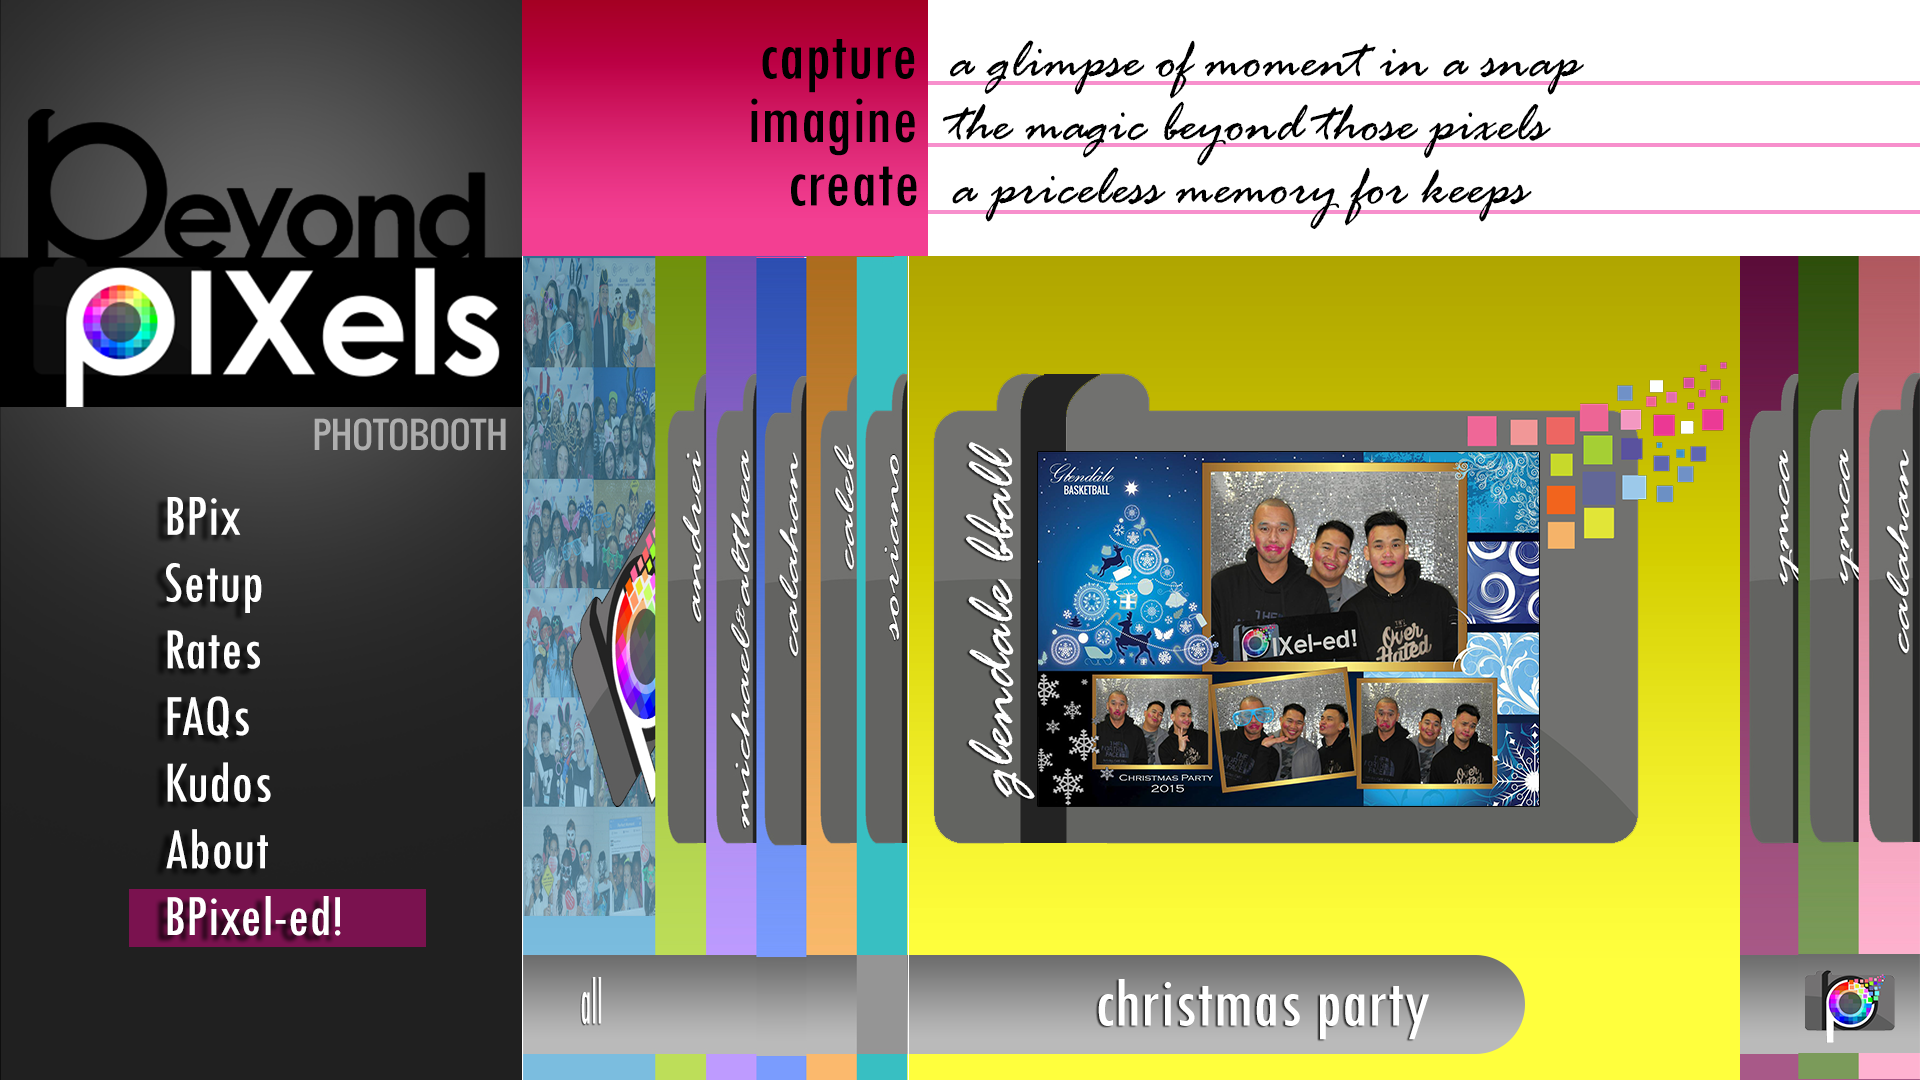 Beyond
pIXels
PHOTOBOOTH
BPix
Setup
Rates
FAQs
Kudos
About
BPixel-ed!
capture a glimpse of moment in a snap
imagine the magic beyond those pixels
create a priceless memory for keeps
all
andrei
michael&althea
calahan
caleb
soriano
glendale bball
Glendale
BASKETBALL
pIXel-ed!
THE
Over
Hated
CHRISTMAS PARTY
2015
christmas party
ymca
ymca
calahan